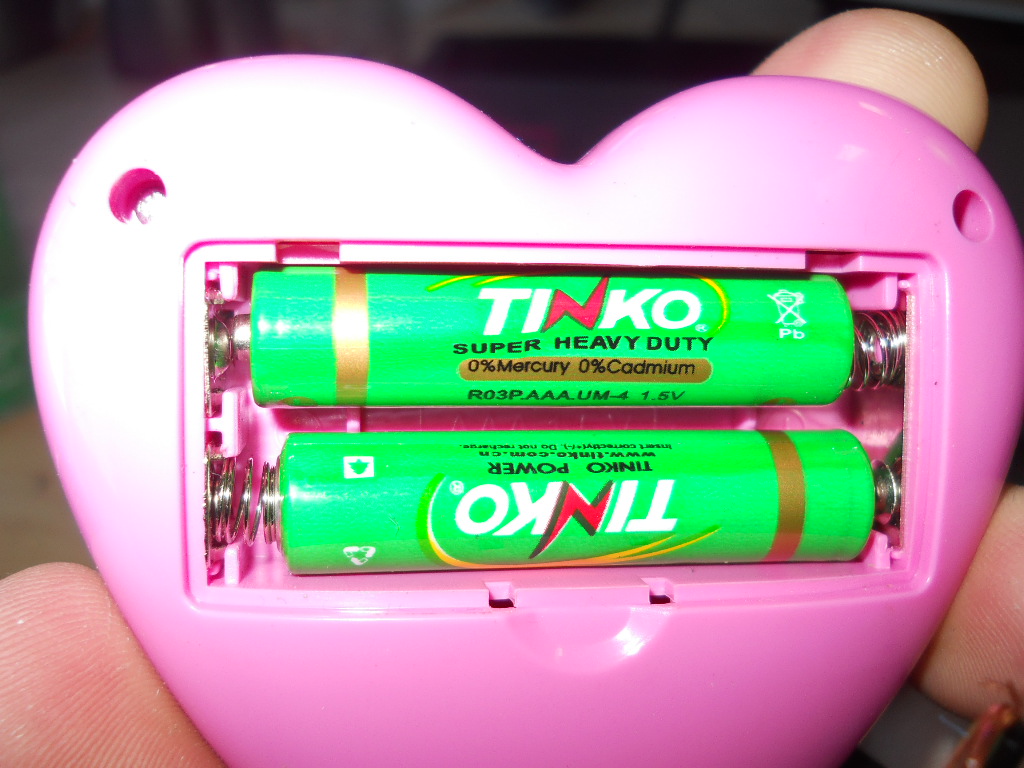 TINKO®
SUPER HEAVY DUTY
0%Mercury 0%Cadmium
R03P.AAA.UM-4 1.5V
Pb
TINKO®
TINKO POWER
www.tinko.com.cn
Insert correctly(+/-). Do not recharge.